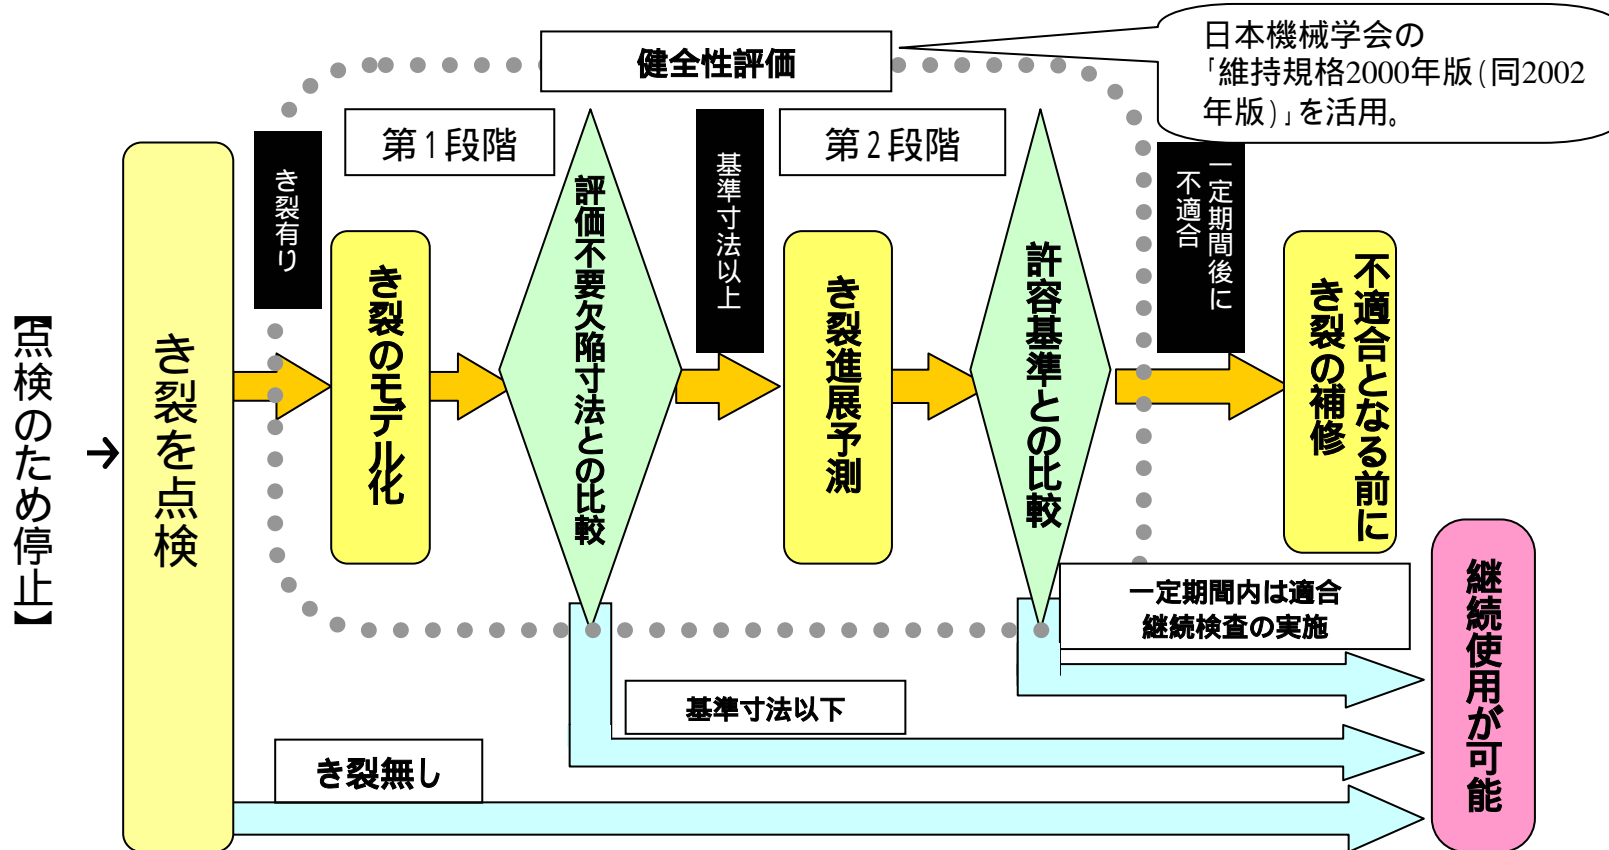 健全性評価
日本機械学会の
「維持規格2000年版(同2002
年版)」を活用。
【点検のため停止】
→
き裂を点検
き裂有り
第1段階
き裂のモデル化
評価不要欠陥寸法との比較
基準寸法以上
第2段階
き裂進展予測
許容基準との比較
一定期間後に
不適合
不適合となる前に
き裂の補修
一定期間内は適合
継続検査の実施
基準寸法以下
き裂無し
継続使用が可能